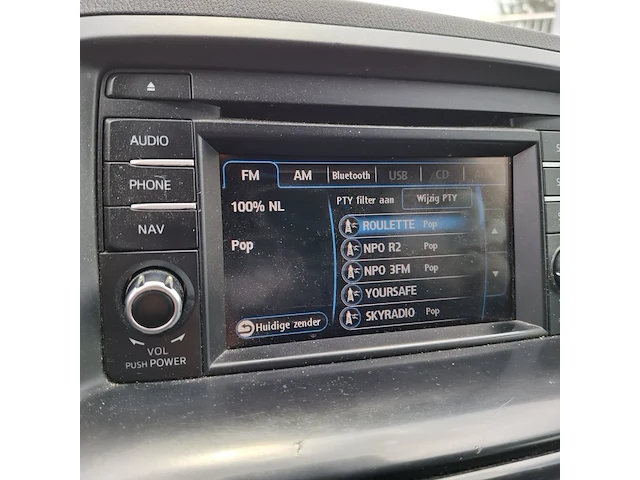 AUDIO
PHONE
NAV
VOL
PUSH POWER
FM AM Bluetooth USB CD AUX
100% NL
Pop
PTY filter aan Wijzig PTY
ROULETTE Pop
NPO R2 Pop
NPO 3FM Pop
YOURSAFE
SKYRADIO Pop
Huidige zender